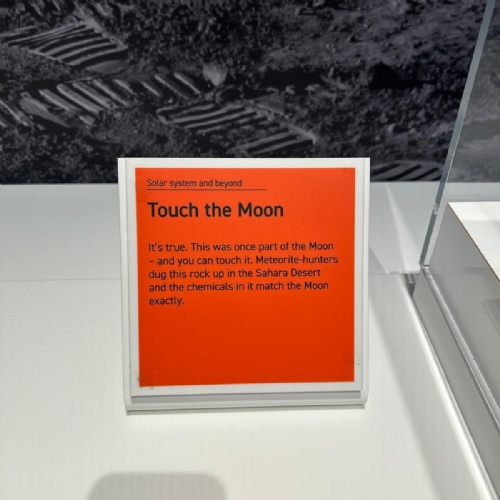 Solar system and beyond
Touch the Moon
It's true. This was once part of the Moon
– and you can touch it. Meteorite-hunters
dug this rock up in the Sahara Desert
and the chemicals in it match the Moon
exactly.